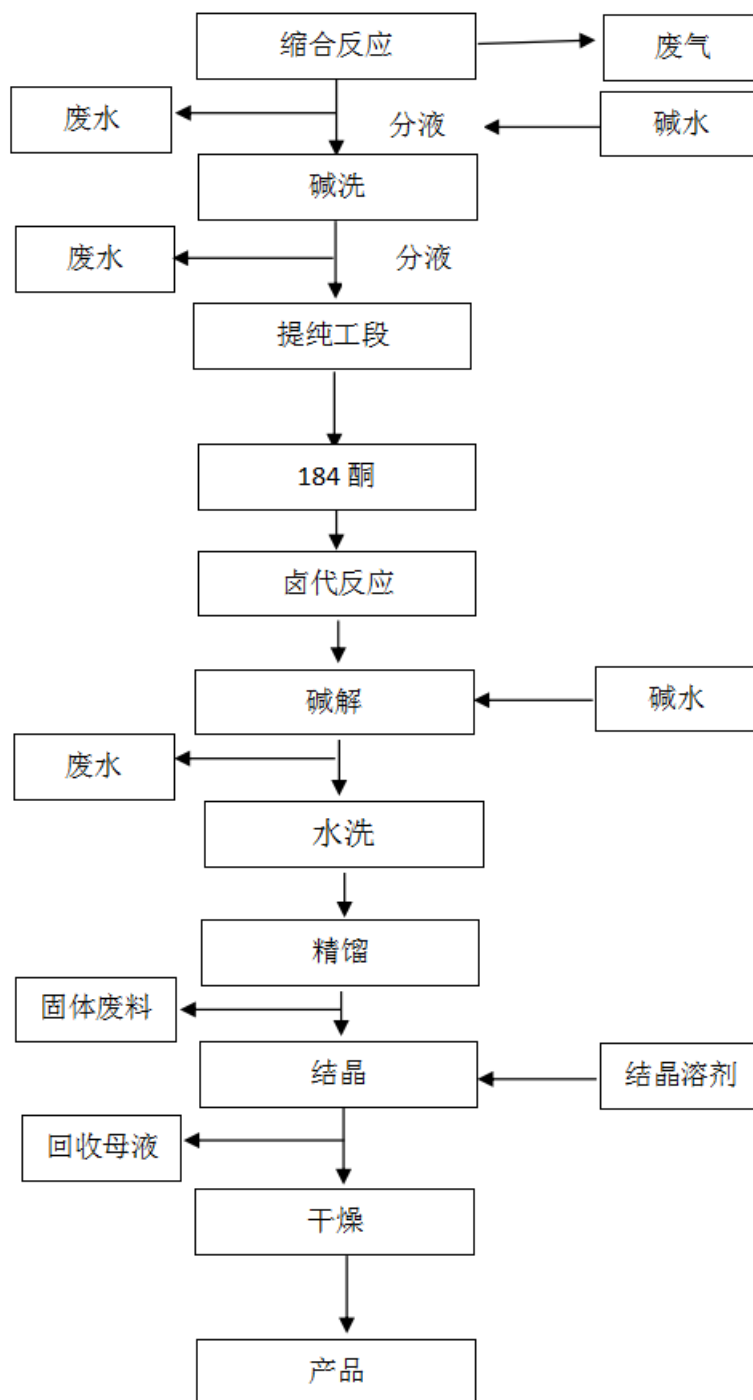 缩合反应
废气
废水
分液
碱水
碱洗
废水
分液
提纯工段
184 酮
卤代反应
碱解
碱水
废水
水洗
精馏
固体废料
结晶
结晶溶剂
回收母液
干燥
产品